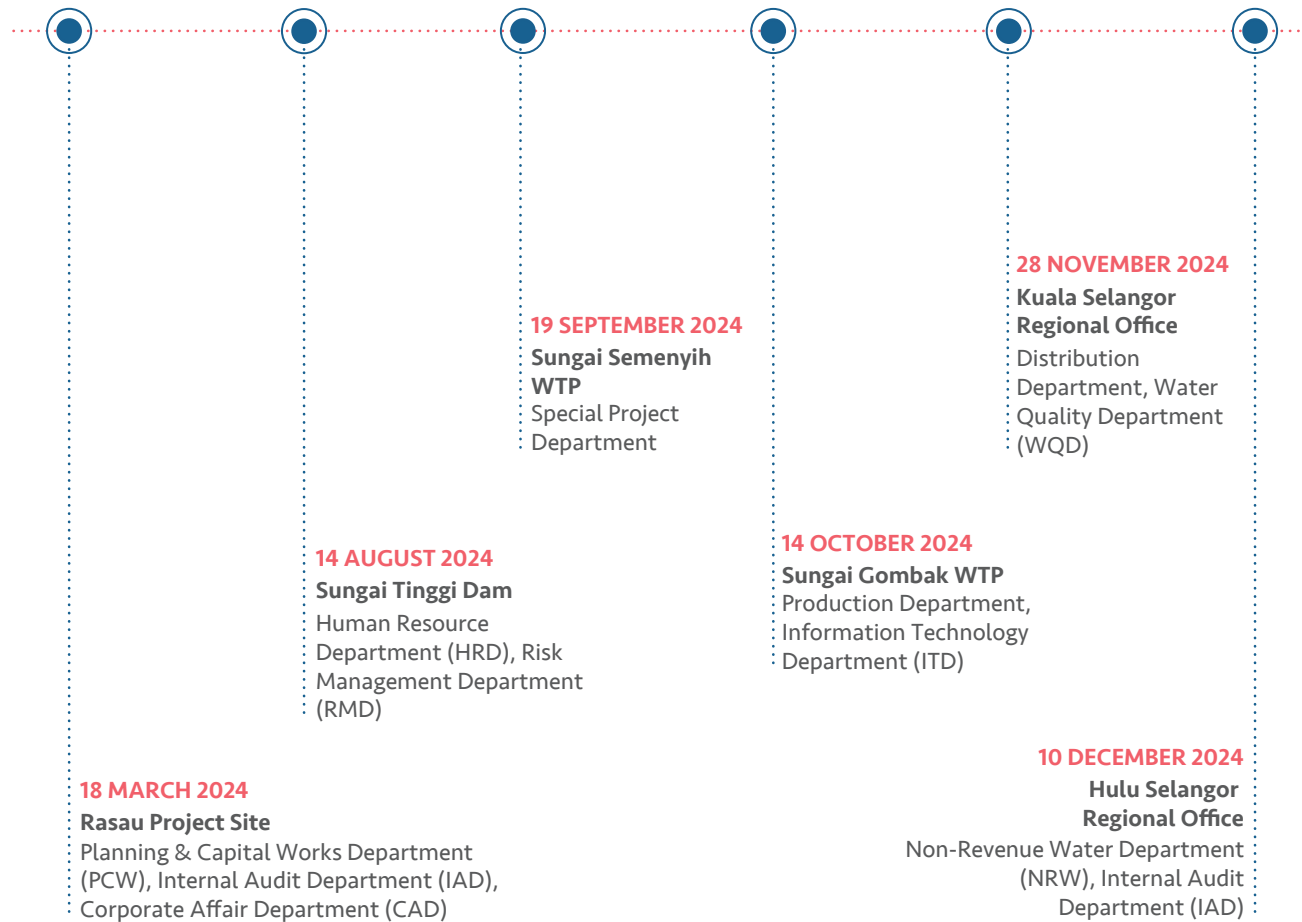 18 MARCH 2024
Rasau Project Site
Planning & Capital Works Department
(PCW), Internal Audit Department (IAD),
Corporate Affair Department (CAD)
14 AUGUST 2024
Sungai Tinggi Dam
Human Resource
Department (HRD), Risk
Management Department
(RMD)
19 SEPTEMBER 2024
Sungai Semenyih
WTP
Special Project
Department
14 OCTOBER 2024
Sungai Gombak WTP
Production Department,
Information Technology
Department (ITD)
28 NOVEMBER 2024
Kuala Selangor
Regional Office
Distribution
Department, Water
Quality Department
(WQD)
10 DECEMBER 2024
Hulu Selangor
Regional Office
Non-Revenue Water Department
(NRW), Internal Audit
Department (IAD)